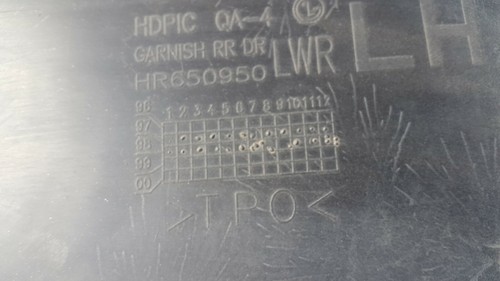 HDPIC QA-4
GARNISH RR DR LWR LH
HR650950
1 2 3 4 5 6 7 8 9 10 11 12
96
97
98
99
00
>TPO<